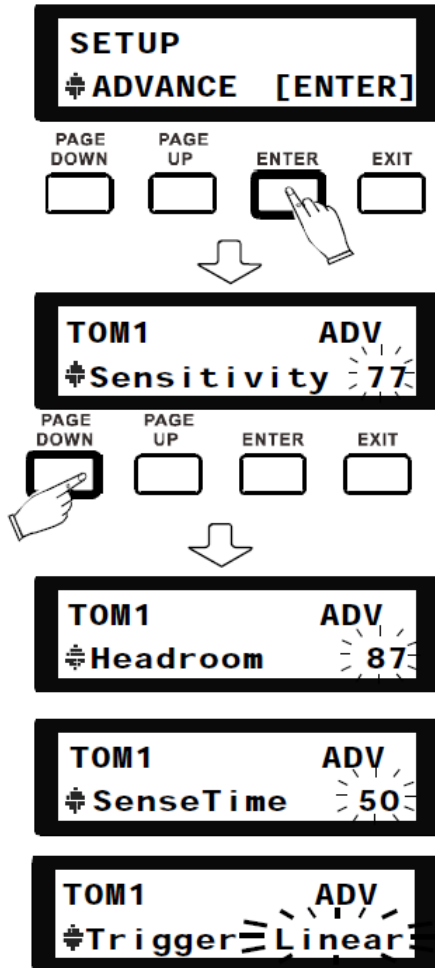 SETUP
ADVANCE [ENTER]
PAGE DOWN PAGE UP ENTER EXIT
TOM1 ADV
Sensitivity 77
PAGE DOWN PAGE UP ENTER EXIT
TOM1 ADV
Headroom 87
TOM1 ADV
SenseTime 50
TOM1 ADV
Trigger Linear